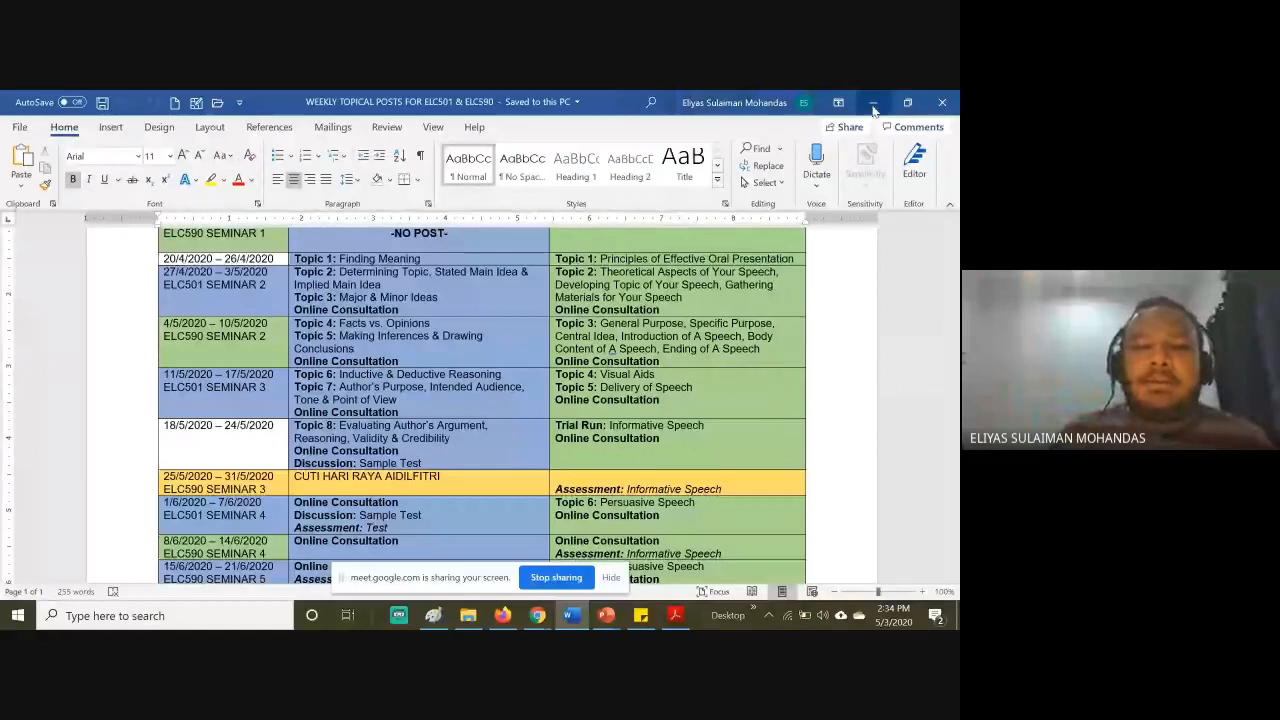 AutoSave Off
WEEKLY TOPICAL POSTS FOR ELC501 & ELC590 - Saved to this PC
Eliyas Sulaiman Mohandas
ES
File Home Insert Design Layout References Mailings Review View Help
Share Comments
Paste
Arial 11
Find
Replace
Select
AaBbCc AaBbCc AaBbCc AaBbCcE AaB
¶ Normal ¶ No Spac... Heading 1 Heading 2 Title
Dictate Sensitivity Editor
Clipboard Font Paragraph Styles Editing Voice Sensitivity Editor
ELC590 SEMINAR 1
-NO POST-
20/4/2020 – 26/4/2020
Topic 1: Finding Meaning
Topic 1: Principles of Effective Oral Presentation
27/4/2020 – 3/5/2020
ELC501 SEMINAR 2
Topic 2: Determining Topic, Stated Main Idea &
Implied Main Idea
Topic 3: Major & Minor Ideas
Online Consultation
Topic 2: Theoretical Aspects of Your Speech,
Developing Topic of Your Speech, Gathering
Materials for Your Speech
Online Consultation
4/5/2020 – 10/5/2020
ELC590 SEMINAR 2
Topic 4: Facts vs. Opinions
Topic 5: Making Inferences & Drawing
Conclusions
Online Consultation
Topic 3: General Purpose, Specific Purpose,
Central Idea, Introduction of A Speech, Body
Content of A Speech, Ending of A Speech
Online Consultation
11/5/2020 – 17/5/2020
ELC501 SEMINAR 3
Topic 6: Inductive & Deductive Reasoning
Topic 7: Author's Purpose, Intended Audience,
Tone & Point of View
Online Consultation
Topic 4: Visual Aids
Topic 5: Delivery of Speech
Online Consultation
18/5/2020 – 24/5/2020
Topic 8: Evaluating Author's Argument,
Reasoning, Validity & Credibility
Online Consultation
Discussion: Sample Test
Trial Run: Informative Speech
Online Consultation
25/5/2020 – 31/5/2020
ELC590 SEMINAR 3
CUTI HARI RAYA AIDILFITRI
Assessment: Informative Speech
1/6/2020 – 7/6/2020
ELC501 SEMINAR 4
Online Consultation
Discussion: Sample Test
Assessment: Test
Topic 6: Persuasive Speech
Online Consultation
8/6/2020 – 14/6/2020
ELC590 SEMINAR 4
Online Consultation
Assessment: Informative Speech
15/6/2020 – 21/6/2020
ELC501 SEMINAR 5
Online
Assess
suasive Speech
ultation
meet.google.com is sharing your screen. Stop sharing Hide
Page 1 of 1 255 words
Focus
100%
Type here to search
Desktop
2:34 PM
5/3/2020
2
ELIYAS SULAIMAN MOHANDAS